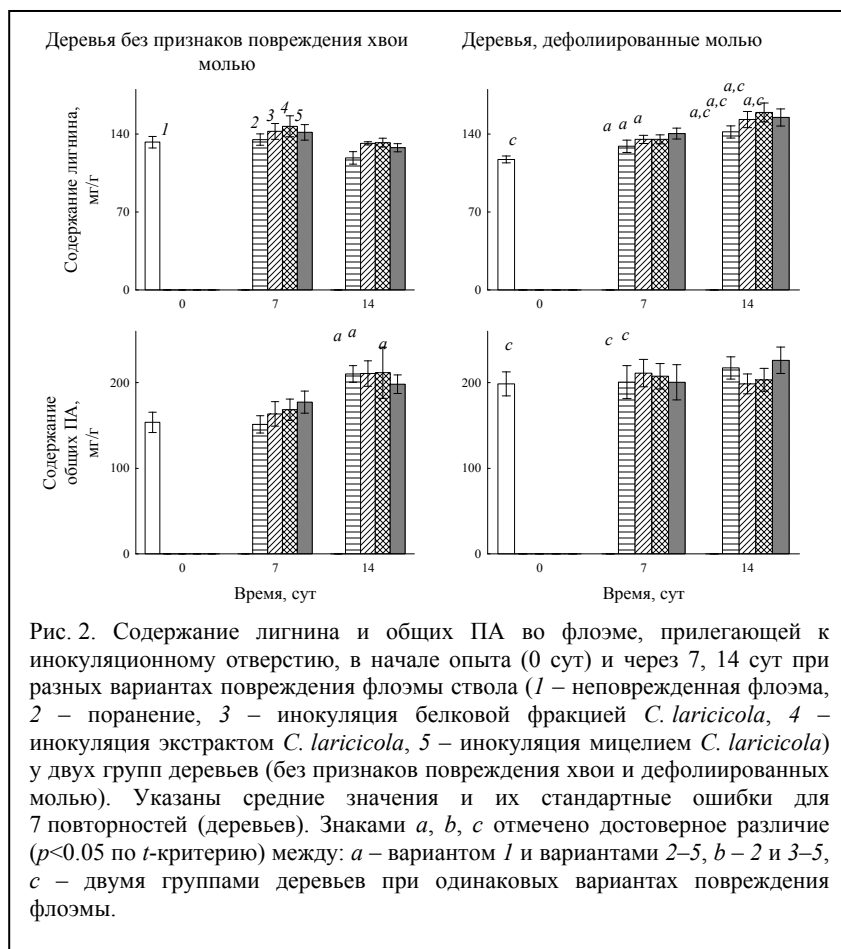 Деревья без признаков повреждения хвои
молью
Деревья, дефолиированные молью
Содержание лигнина,
мг/г
140
70
0
1
2
3
4
5
0
7
14
c
a
a
a
a,c
a,c
a,c
0
7
14
Содержание
общих ПА,
мг/г
200
100
0
a
a
a
0
7
14
Время, сут
c
c
c
0
7
14
Время, сут
Рис. 2. Содержание лигнина и общих ПА во флоэме, прилегающей к
инокуляционному отверстию, в начале опыта (0 сут) и через 7, 14 сут при
разных вариантах повреждения флоэмы ствола (1 – неповрежденная флоэма,
2 – поранение, 3 – инокуляция белковой фракцией C. laricicola, 4 –
инокуляция экстрактом C. laricicola, 5 – инокуляция мицелием C. laricicola)
у двух групп деревьев (без признаков повреждения хвои и дефолиированных
молью). Указаны средние значения и их стандартные ошибки для
7 повторностей (деревьев). Знаками a, b, c отмечено достоверное различие
(p<0.05 по t-критерию) между: a – вариантом 1 и вариантами 2–5, b – 2 и 3–5,
c – двумя группами деревьев при одинаковых вариантах повреждения
флоэмы.